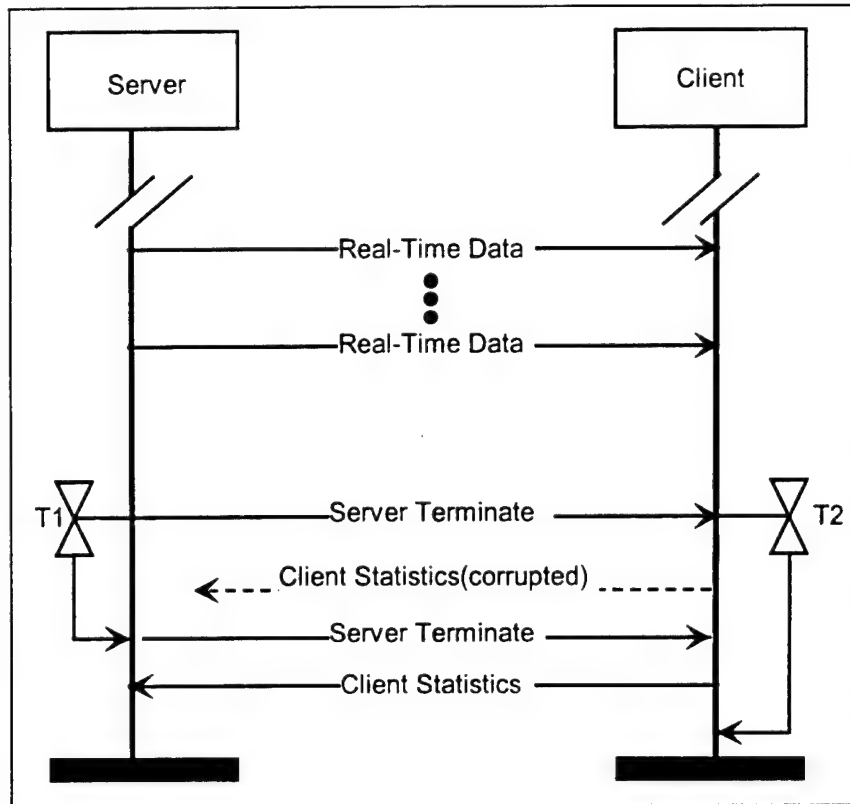 Server
Client
Real-Time Data
Real-Time Data
T1
Server Terminate
T2
Client Statistics(corrupted)
Server Terminate
Client Statistics